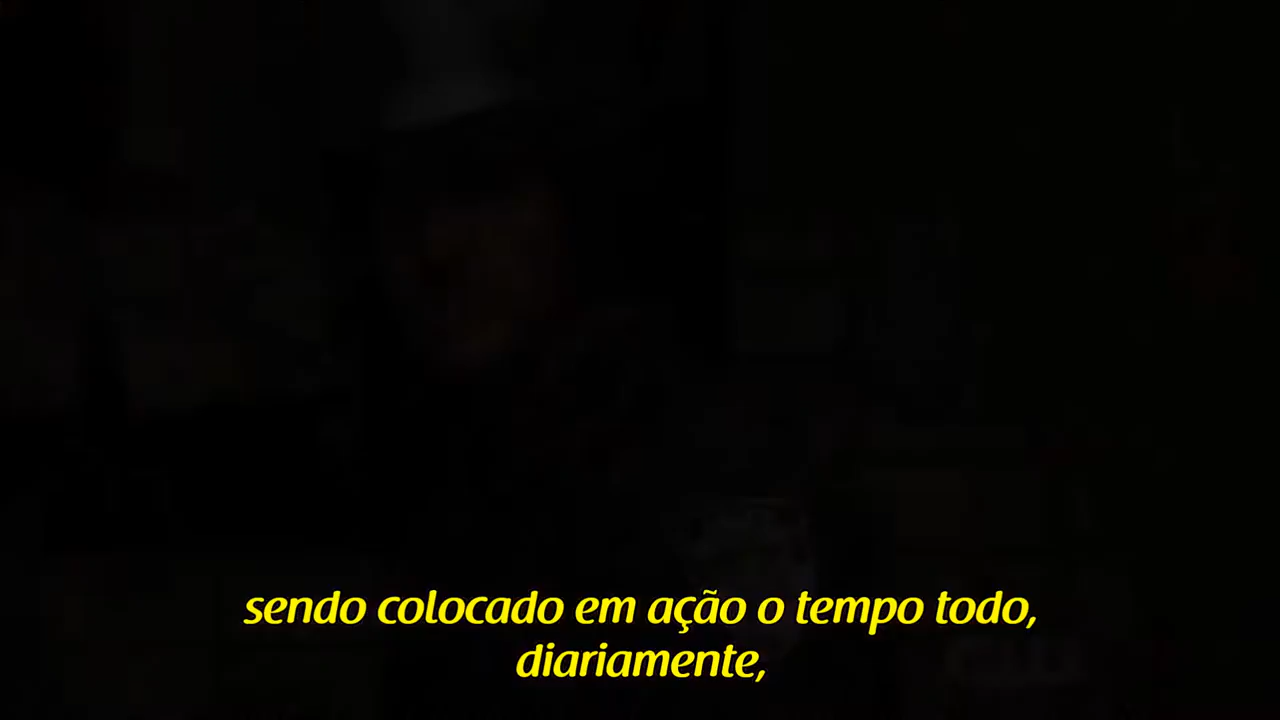 sendo colocado em ação o tempo todo,
diariamente,